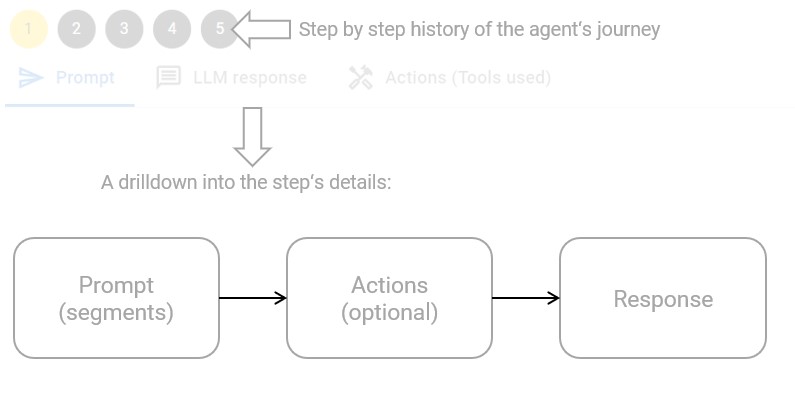 1 2 3 4 5 Step by step history of the agent‘s journey
Prompt LLM response Actions (Tools used)
A drilldown into the step‘s details:
Prompt
(segments)
Actions
(optional)
Response